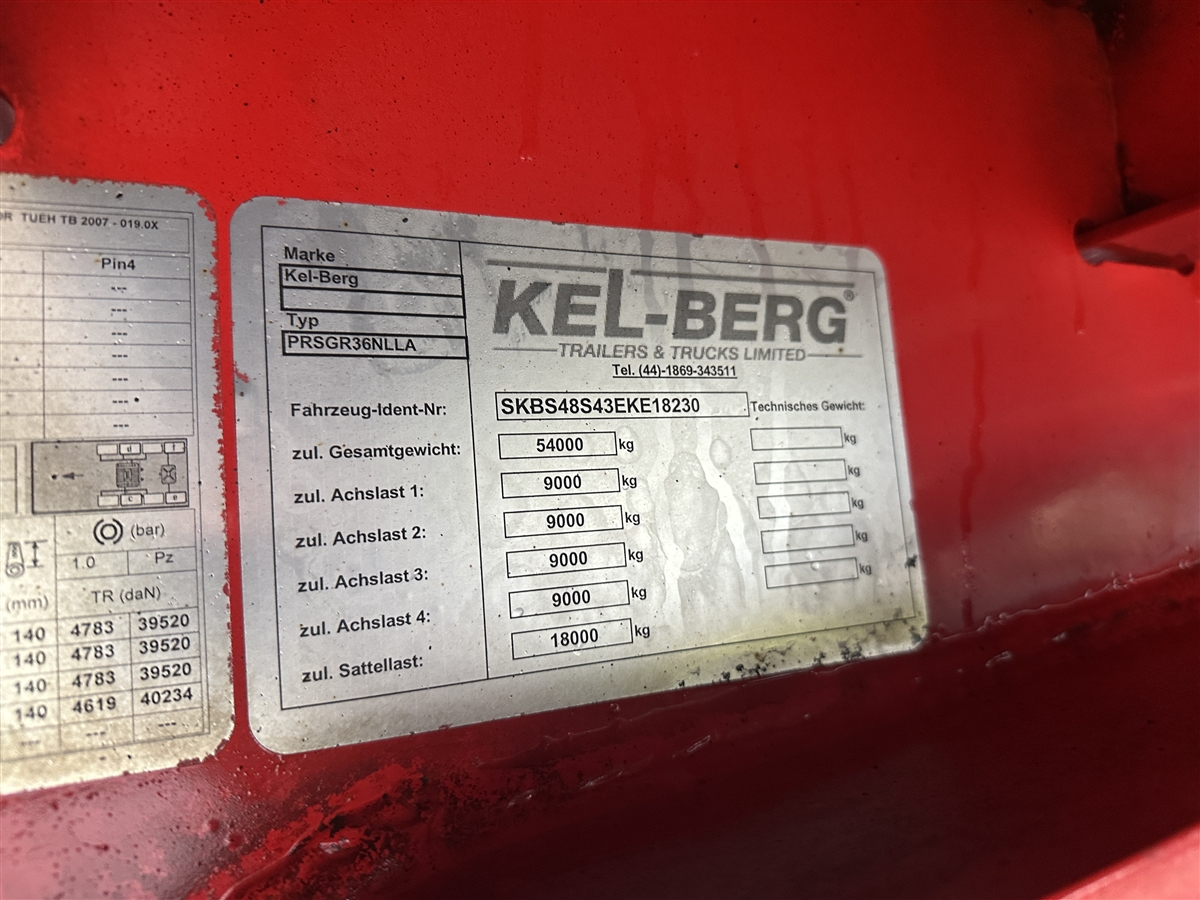 OR TUEH TB 2007 - 019.0X
Pin4
---
---
---
---
---
---
---
d f
c e
(bar)
1.0 Pz
(mm) TR (daN)
140 4783 39520
140 4783 39520
140 4783 39520
140 4619 40234
--- --- ---
Marke
Kel-Berg
Typ
PRSGR36NLLA
KEL-BERG®
TRAILERS & TRUCKS LIMITED
Tel. (44)-1869-343511
Fahrzeug-Ident-Nr: SKBS48S43EKE18230 Technisches Gewicht:
zul. Gesamtgewicht: 54000 kg kg
zul. Achslast 1: 9000 kg kg
zul. Achslast 2: 9000 kg kg
zul. Achslast 3: 9000 kg kg
zul. Achslast 4: 9000 kg kg
zul. Sattellast: 18000 kg